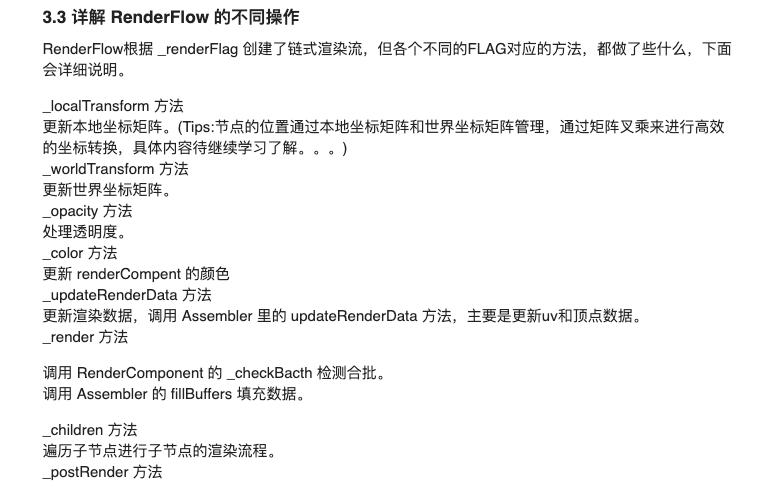 3.3 详解 RenderFlow 的不同操作
RenderFlow根据 _renderFlag 创建了链式渲染流，但各个不同的FLAG对应的方法，都做了些什么，下面
会详细说明。
_localTransform 方法
更新本地坐标矩阵。(Tips:节点的位置通过本地坐标矩阵和世界坐标矩阵管理，通过矩阵叉乘来进行高效
的坐标转换，具体内容待继续学习了解。。。)
_worldTransform 方法
更新世界坐标矩阵。
_opacity 方法
处理透明度。
_color 方法
更新 renderCompent 的颜色
_updateRenderData 方法
更新渲染数据，调用 Assembler 里的 updateRenderData 方法，主要是更新uv和顶点数据。
_render 方法
调用 RenderComponent 的 _checkBacth 检测合批。
调用 Assembler 的 fillBuffers 填充数据。
_children 方法
遍历子节点进行子节点的渲染流程。
_postRender 方法